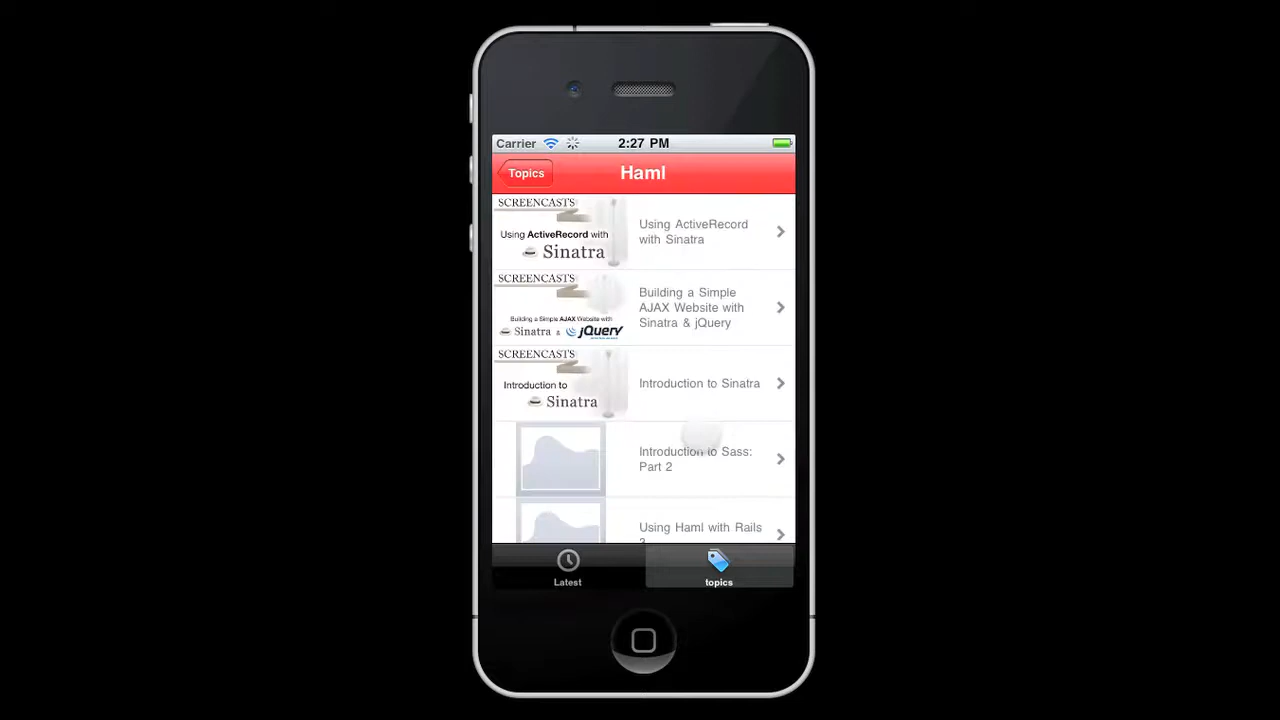 Carrier 2:27 PM
Topics Haml
SCREENCASTS
Using ActiveRecord with
Sinatra
Using ActiveRecord
with Sinatra
SCREENCASTS
Building a Simple AJAX Website with
Sinatra & jQuery
Building a Simple
AJAX Website with
Sinatra & jQuery
SCREENCASTS
Introduction to
Sinatra
Introduction to Sinatra
Introduction to Sass:
Part 2
Using Haml with Rails
Latest
topics